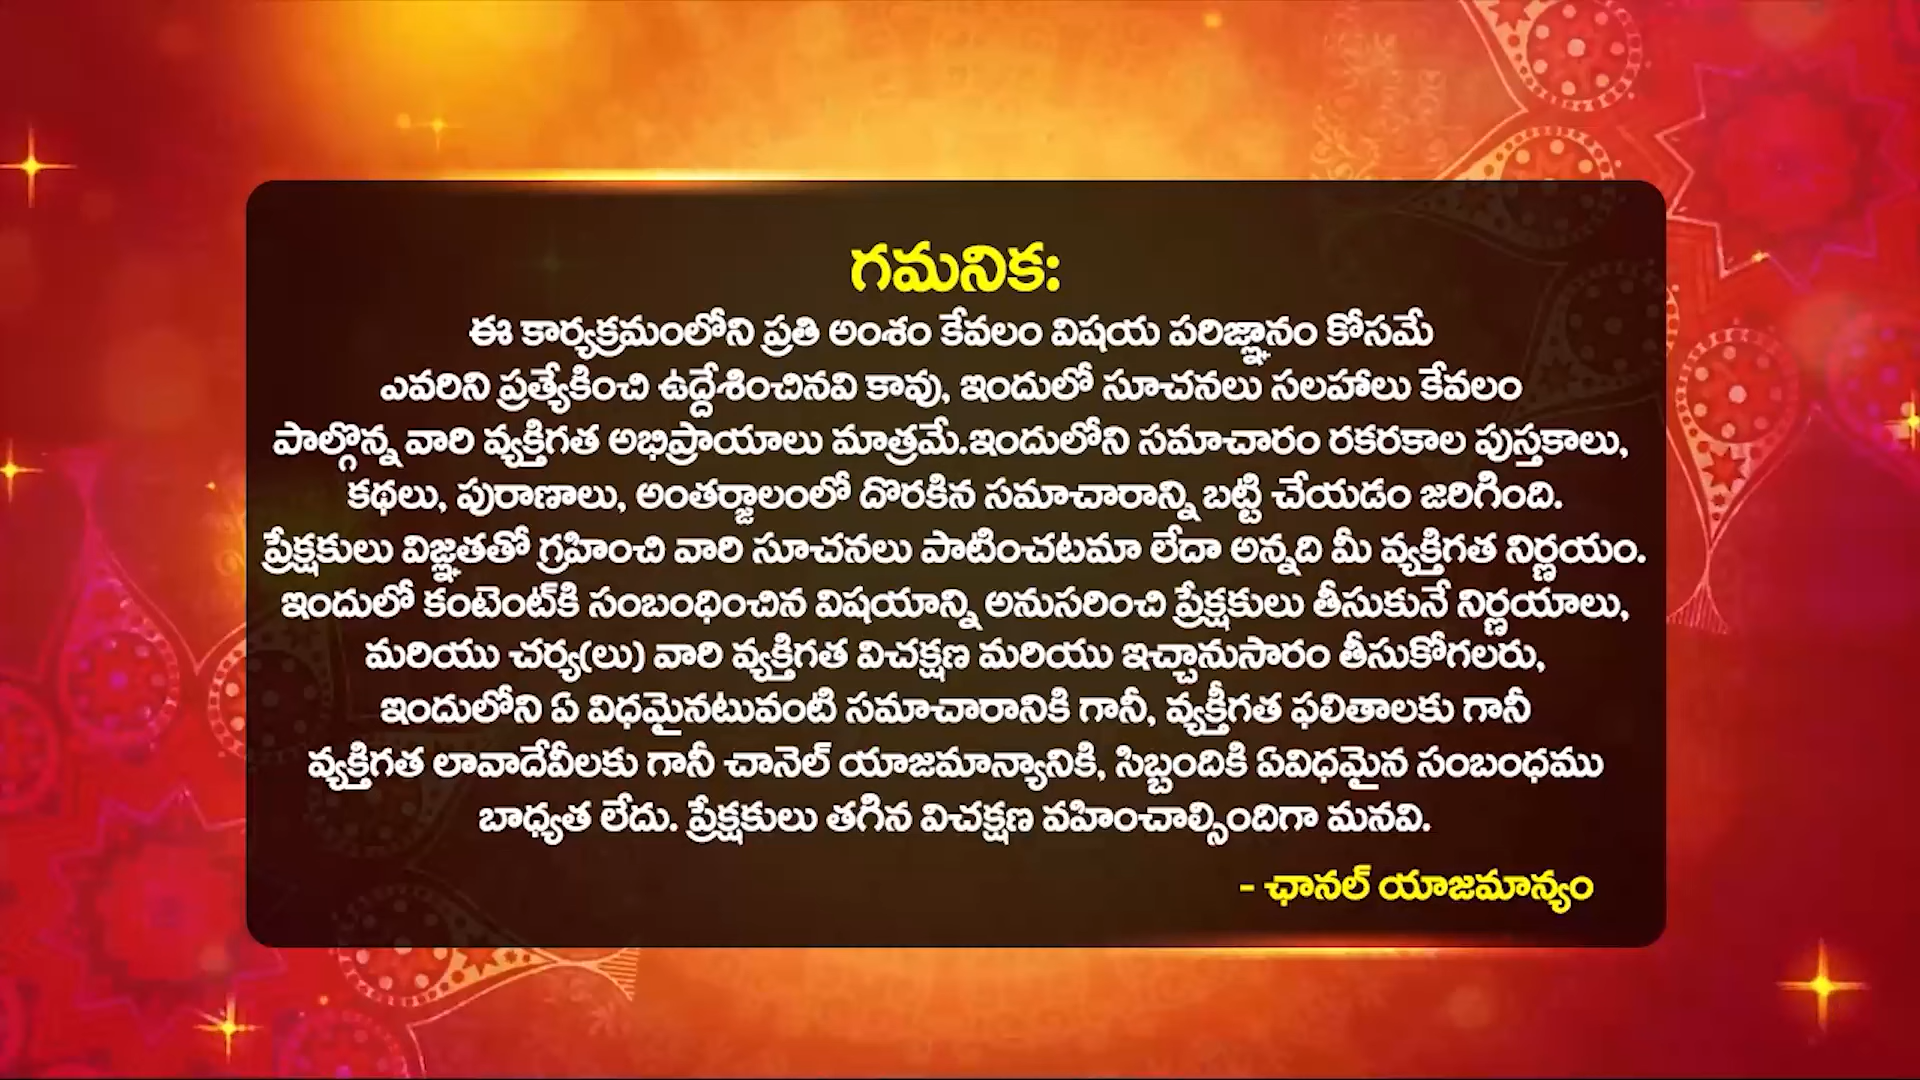 గమనిక:
ఈ కార్యక్రమంలోని ప్రతి అంశం కేవలం విషయ పరిజ్ఞానం కోసమే
ఎవరిని ప్రత్యేకించి ఉద్దేశించినవి కావు, ఇందులో సూచనలు సలహాలు కేవలం
పాల్గొన్న వారి వ్యక్తిగత అభిప్రాయాలు మాత్రమే.ఇందులోని సమాచారం రకరకాల పుస్తకాలు,
కథలు, పురాణాలు, అంతర్జాలంలో దొరకిన సమాచారాన్ని బట్టి చేయడం జరిగింది.
ప్రేక్షకులు విజ్ఞతతో గ్రహించి వారి సూచనలు పాటించటమా లేదా అన్నది మీ వ్యక్తిగత నిర్ణయం.
ఇందులో కంటెంట్‌కి సంబంధించిన విషయాన్ని అనుసరించి ప్రేక్షకులు తీసుకునే నిర్ణయాలు,
మరియు చర్య(లు) వారి వ్యక్తిగత విచక్షణ మరియు ఇచ్చానుసారం తీసుకోగలరు,
ఇందులోని ఏ విధమైనటువంటి సమాచారానికి గానీ, వ్యక్తీగత ఫలితాలకు గానీ
వ్యక్తిగత లావాదేవీలకు గానీ చానెల్ యాజమాన్యానికి, సిబ్బందికి ఏవిధమైన సంబంధము
బాధ్యత లేదు. ప్రేక్షకులు తగిన విచక్షణ వహించాల్సిందిగా మనవి.
- ఛానల్ యాజమాన్యం